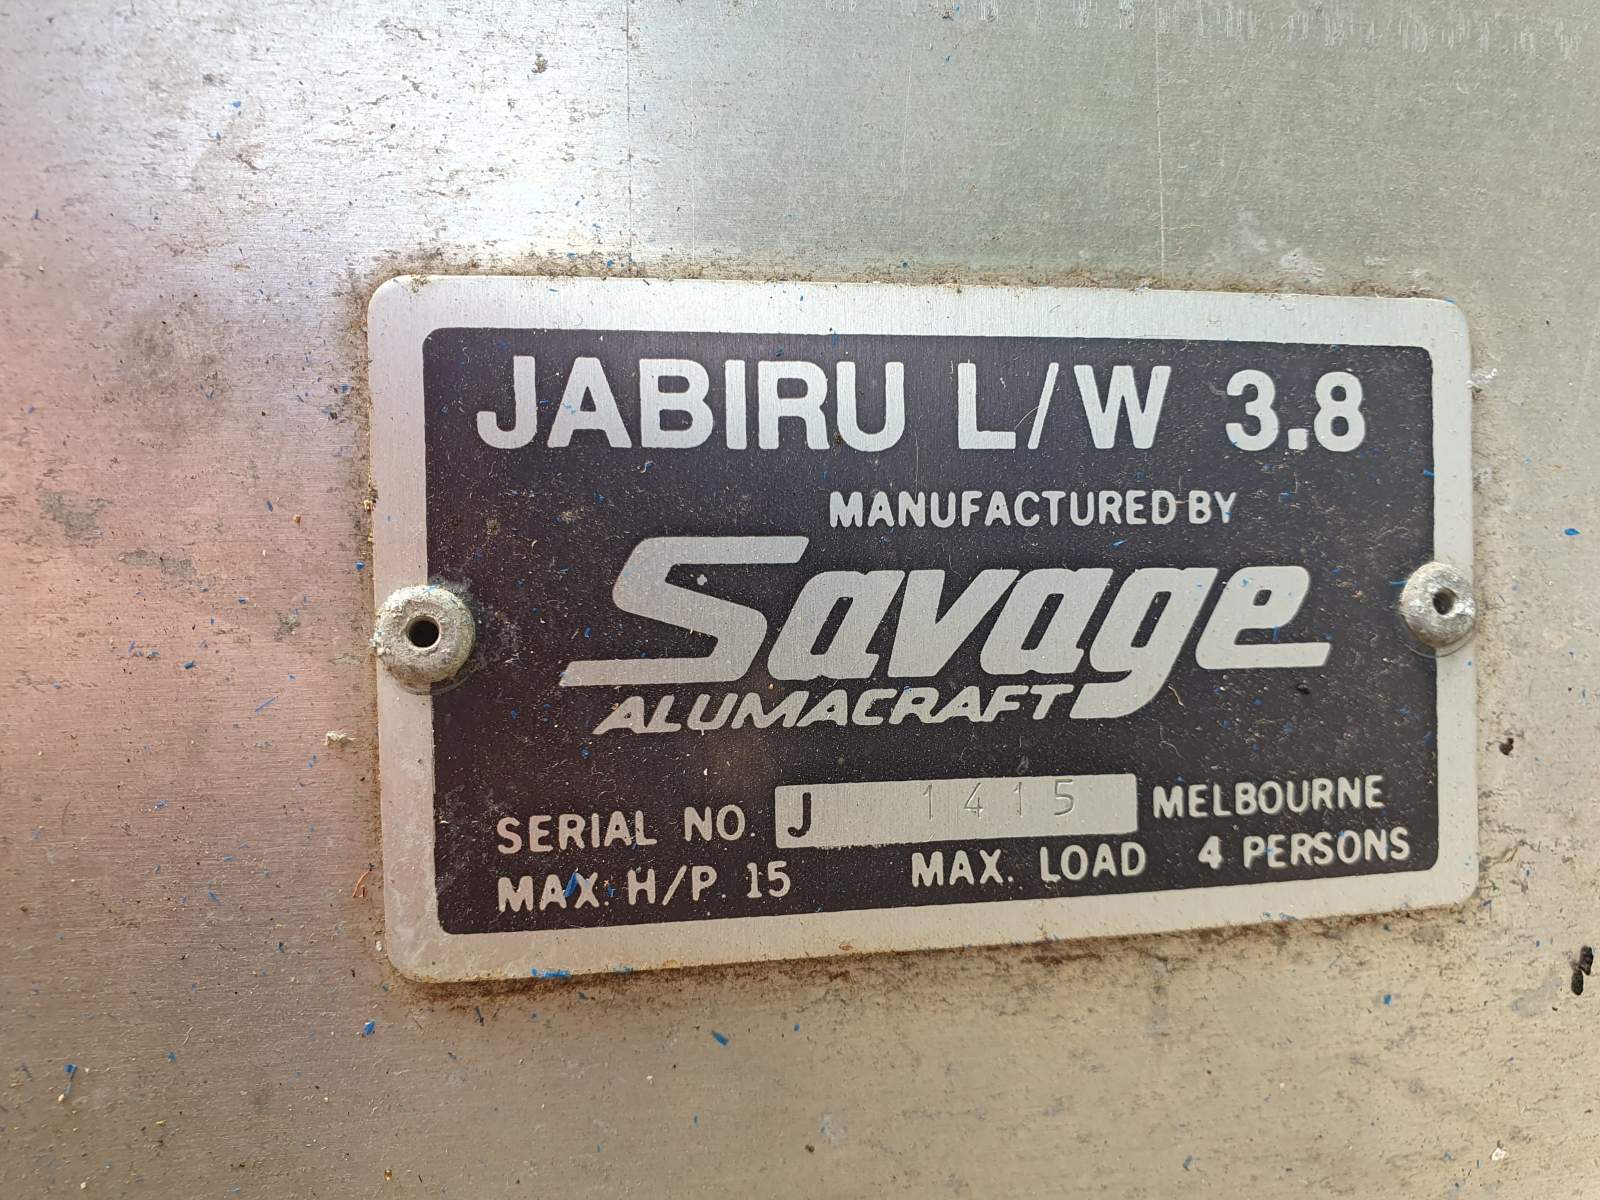 JABIRU L/W 3.8
MANUFACTURED BY
Savage
ALUMACRAFT
SERIAL NO. J 1415 MELBOURNE
MAX. H/P. 15 MAX. LOAD 4 PERSONS